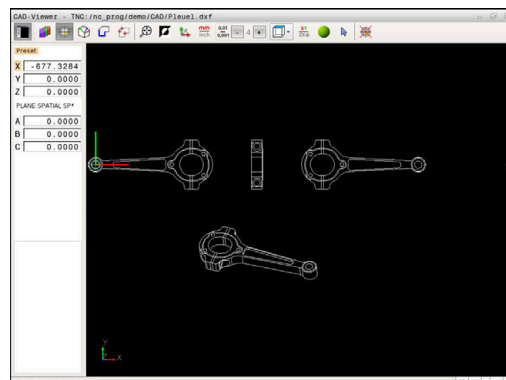 CAD-Viewer - TNC:/nc_prog/demo/CAD/Pleuel.dxf
mm
inch
0.01
0,001
4
XY
Preset
X -677.3284
Y 0.0000
Z 0.0000
PLANE SPATIAL SP*
A 0.0000
B 0.0000
C 0.0000
Y
Z X